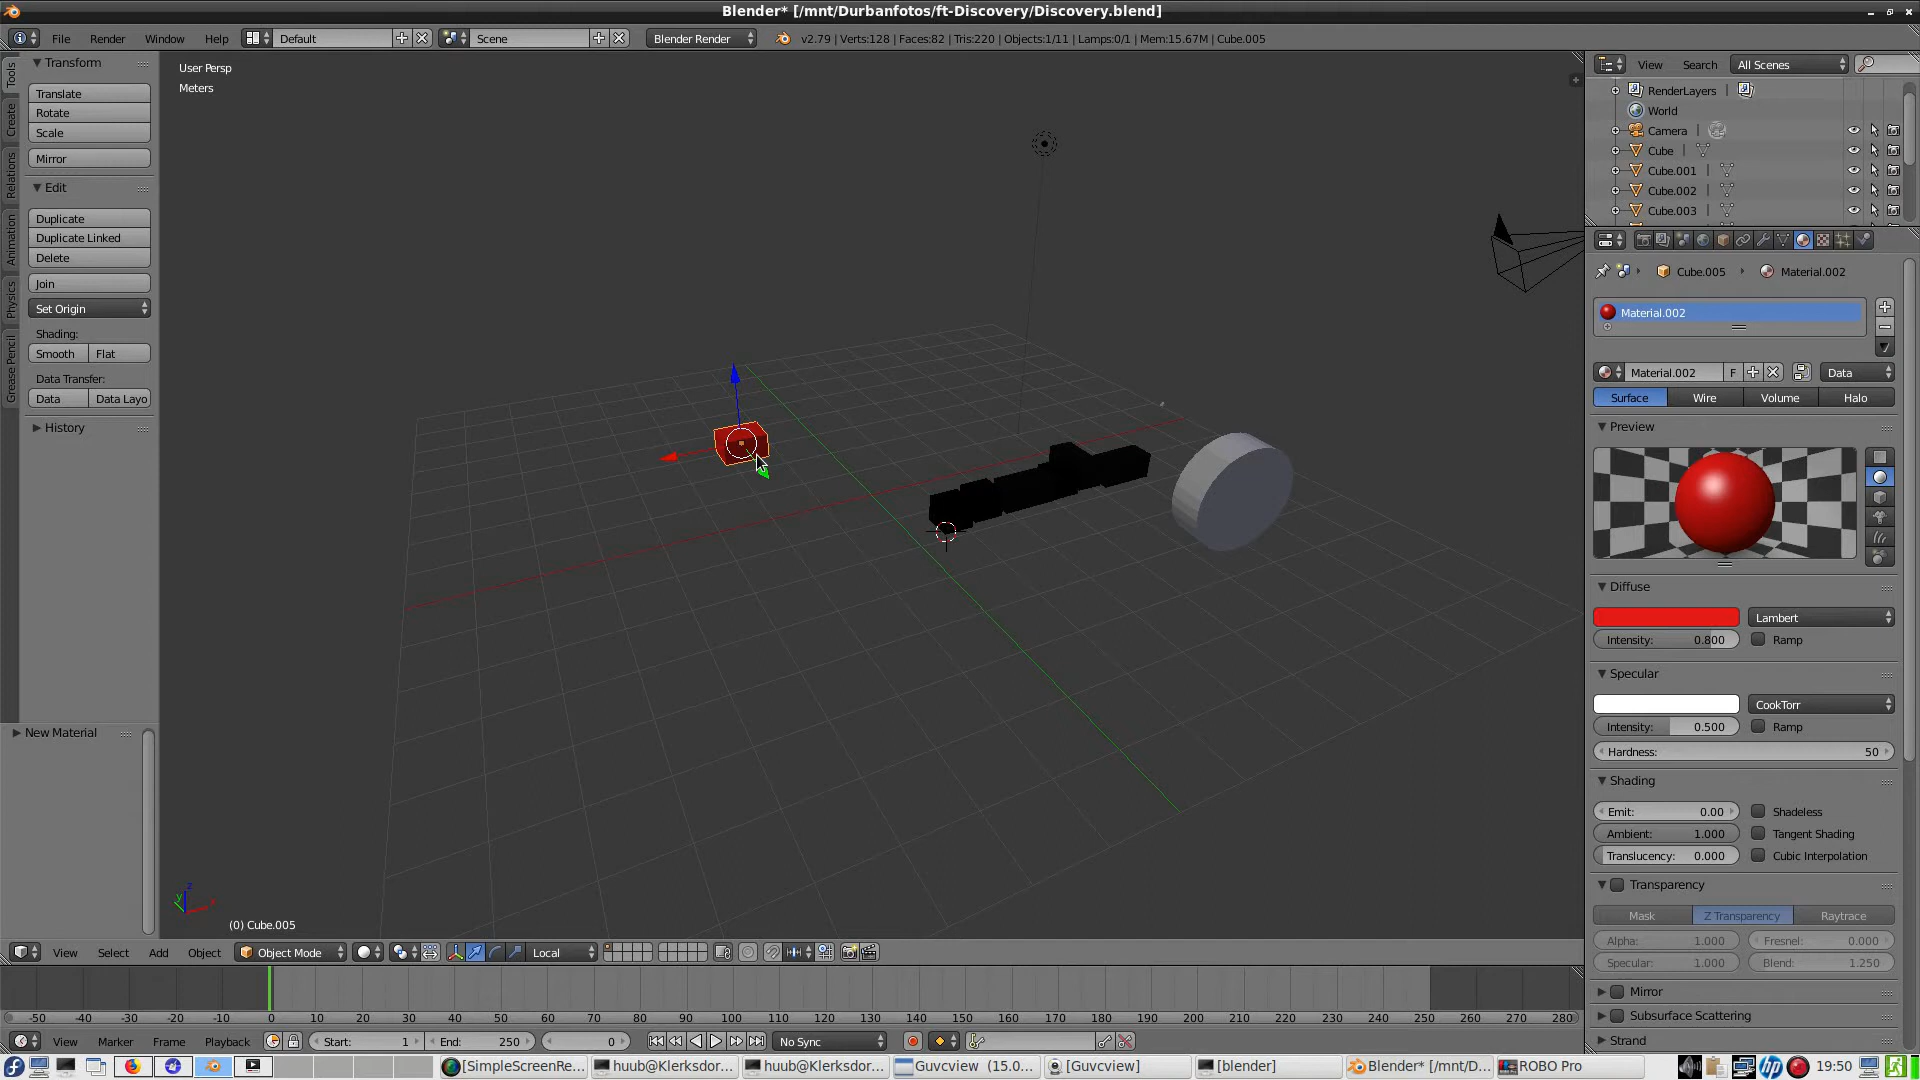 Blender* [/mnt/Durbanfotos/ft-Discovery/Discovery.blend]
File Render Window Help Default Scene Blender Render v2.79 | Verts:128 | Faces:82 | Tris:220 | Objects:1/11 | Lamps:0/1 | Mem:15.67M | Cube.005
Tools
Create
Relations
Animation
Physics
Grease Pencil
Transform
Translate
Rotate
Scale
Mirror
Edit
Duplicate
Duplicate Linked
Delete
Join
Set Origin
Shading:
Smooth Flat
Data Transfer:
Data Data Layo
History
New Material
User Persp
Meters
(0) Cube.005
View Search All Scenes
RenderLayers |
World
Camera |
Cube |
Cube.001 |
Cube.002 |
Cube.003 |
Cube.005 Material.002
Material.002
Material.002 F Data
Surface Wire Volume Halo
Preview
Diffuse
Lambert
Intensity: 0.800 Ramp
Specular
CookTorr
Intensity: 0.500 Ramp
Hardness: 50
Shading
Emit: 0.00 Shadeless
Ambient: 1.000 Tangent Shading
Translucency: 0.000 Cubic Interpolation
Transparency
Mask Z Transparency Raytrace
Alpha: 1.000 Fresnel: 0.000
Specular: 1.000 Blend: 1.250
Mirror
Subsurface Scattering
Strand
View Select Add Object Object Mode Local
-50 -40 -30 -20 -10 0 10 20 30 40 50 60 70 80 90 100 110 120 130 140 150 160 170 180 190 200 210 220 230 240 250 260 270 280
View Marker Frame Playback Start: 1 End: 250 0 No Sync
[SimpleScreenRe... huub@Klerksdor... huub@Klerksdor... Guvcview (15.0... [Guvcview] [blender] Blender* [/mnt/D... ROBO Pro 19:50